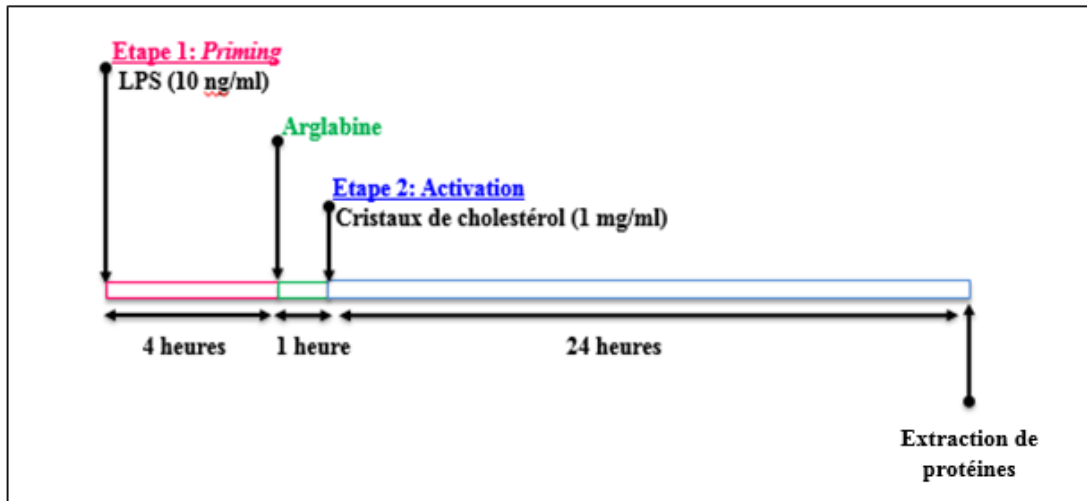 Etape 1: Priming
LPS (10 ng/ml)
Arglabine
Etape 2: Activation
Cristaux de cholestérol (1 mg/ml)
4 heures
1 heure
24 heures
Extraction de
protéines